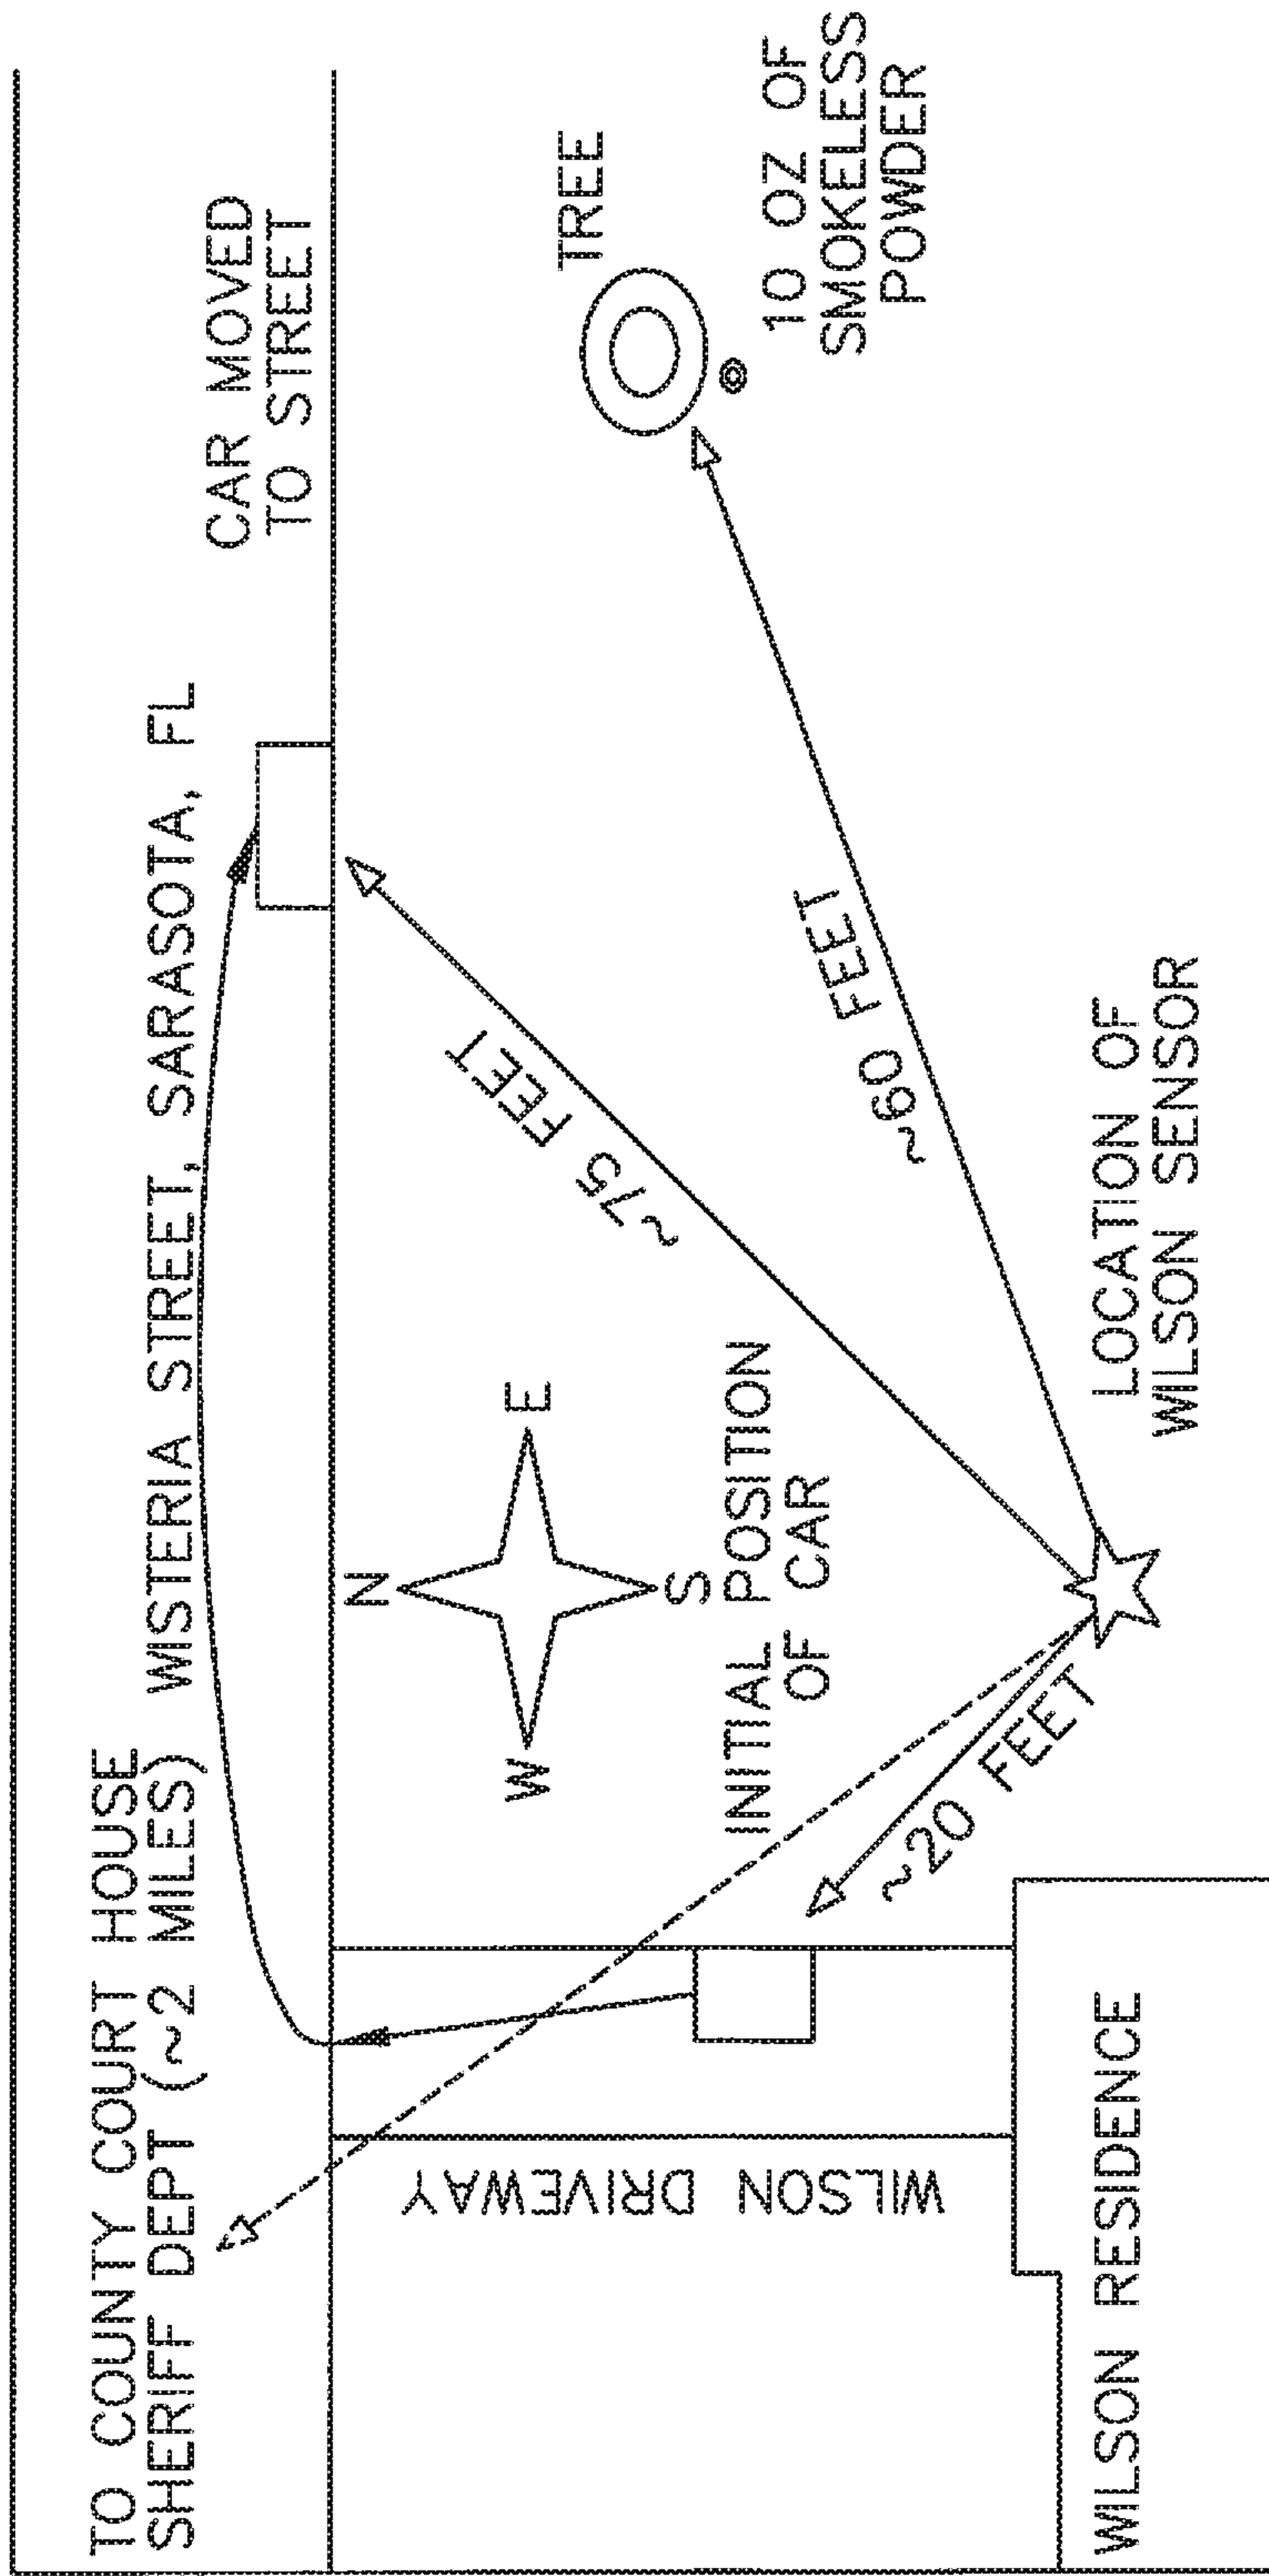 TO COUNTY COURT HOUSE
SHERIFF DEPT (~2 MILES)
WISTERIA STREET, SARASOTA, FL
CAR MOVED
TO STREET
N
W
E
S
TREE
10 OZ OF
SMOKELESS
POWDER
~75 FEET
~60 FEET
INITIAL POSITION
OF CAR
~20 FEET
WILSON DRIVEWAY
LOCATION OF
WILSON SENSOR
WILSON RESIDENCE